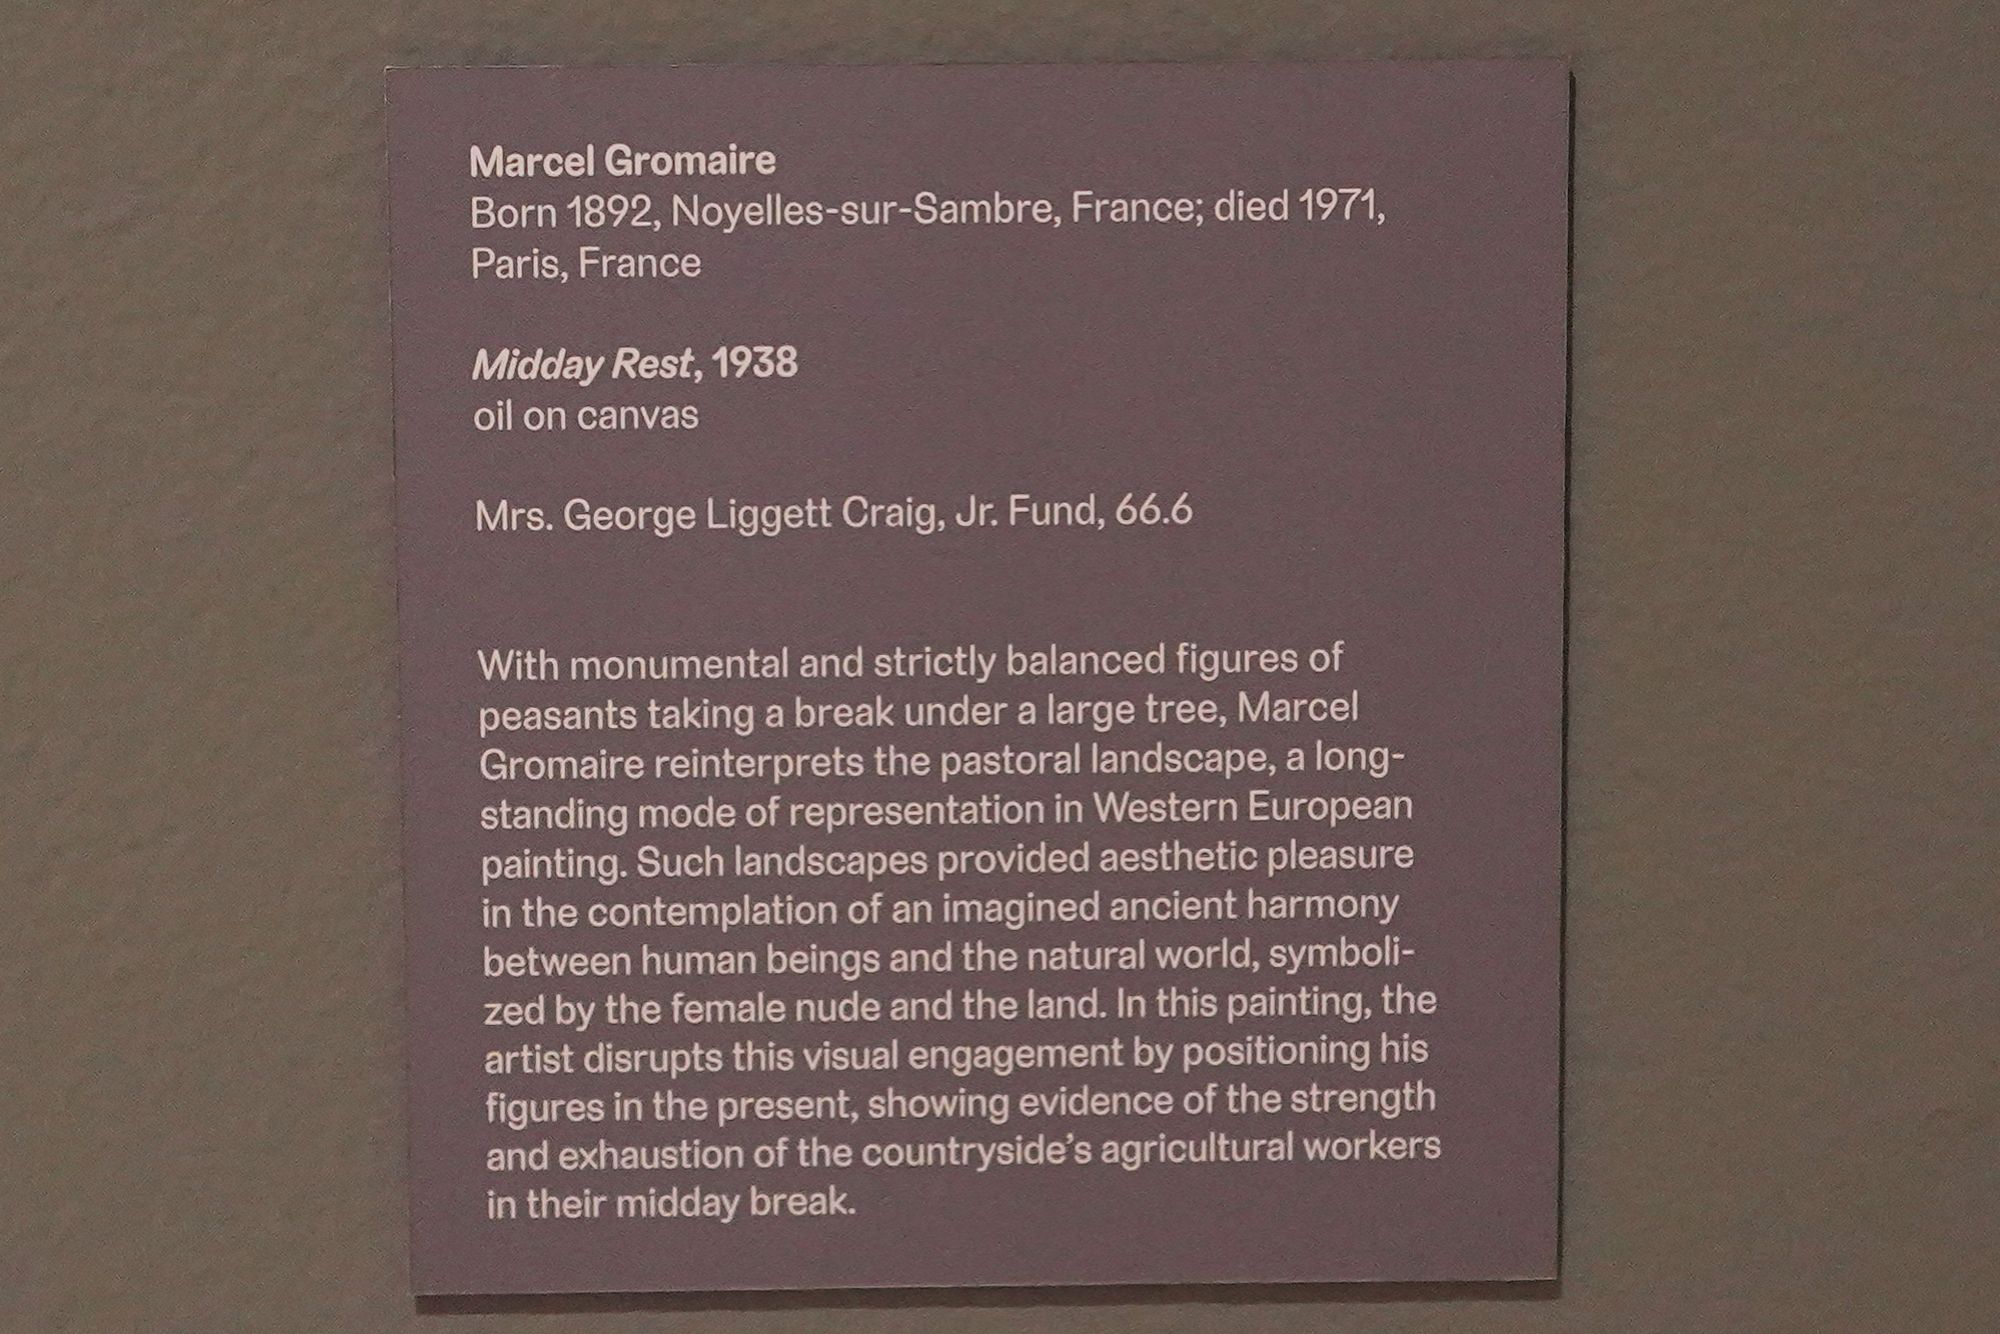 Marcel Gromaire
Born 1892, Noyelles-sur-Sambre, France; died 1971,
Paris, France
Midday Rest, 1938
oil on canvas
Mrs. George Liggett Craig, Jr. Fund, 66.6
With monumental and strictly balanced figures of
peasants taking a break under a large tree, Marcel
Gromaire reinterprets the pastoral landscape, a long-
standing mode of representation in Western European
painting. Such landscapes provided aesthetic pleasure
in the contemplation of an imagined ancient harmony
between human beings and the natural world, symboli-
zed by the female nude and the land. In this painting, the
artist disrupts this visual engagement by positioning his
figures in the present, showing evidence of the strength
and exhaustion of the countryside’s agricultural workers
in their midday break.